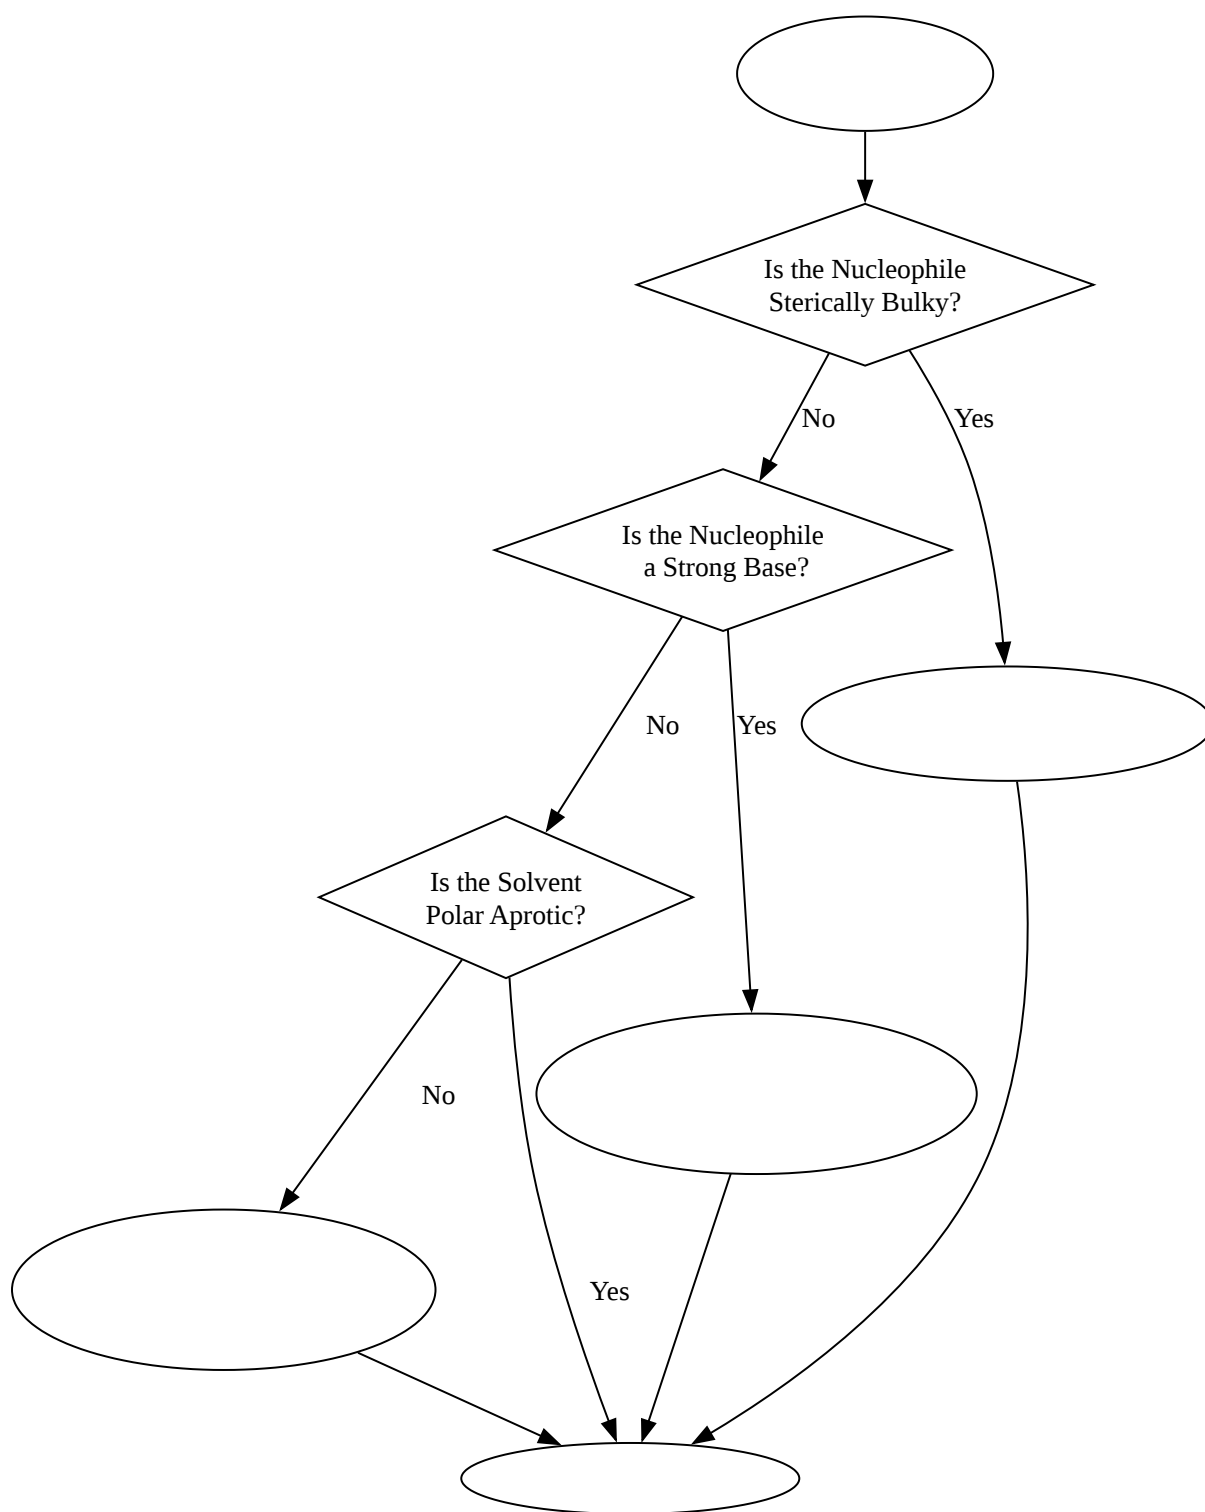 Is the Nucleophile
Sterically Bulky?
No
Yes
Is the Nucleophile
a Strong Base?
No
Yes
Is the Solvent
Polar Aprotic?
No
Yes